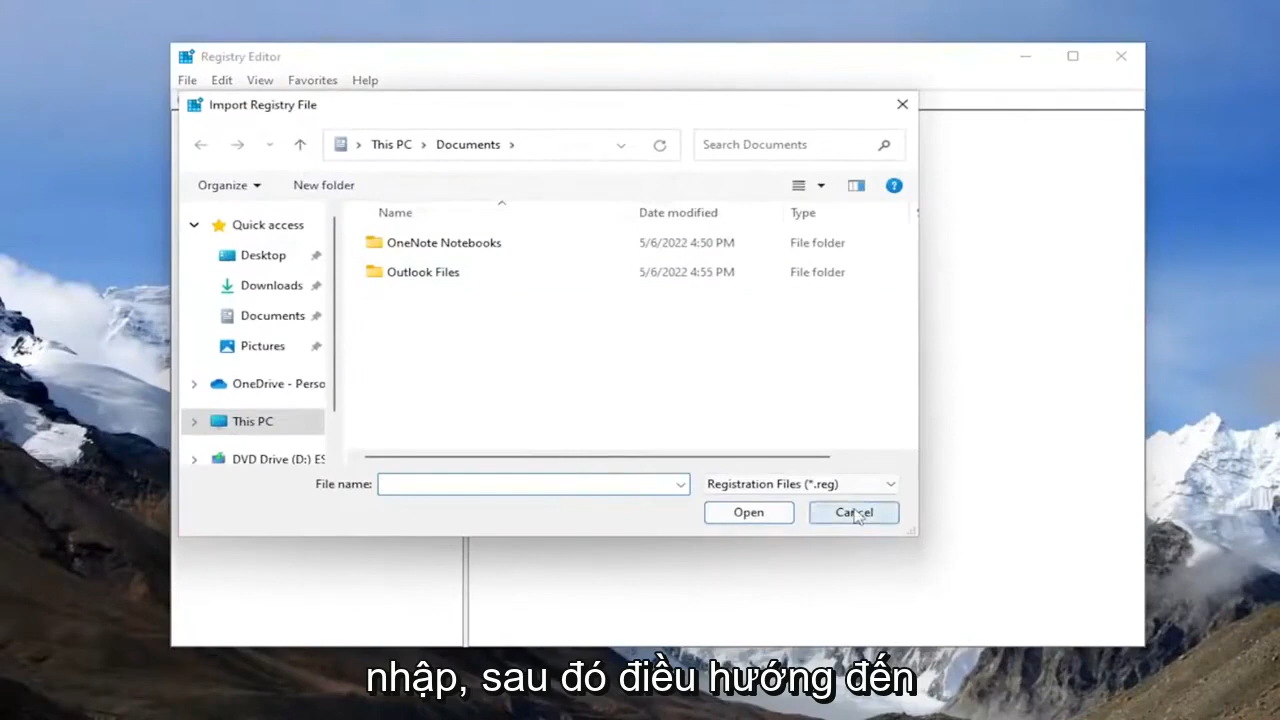 Registry Editor
File Edit View Favorites Help
Import Registry File
This PC Documents
Search Documents
Organize New folder
Name Date modified Type
Quick access
OneNote Notebooks 5/6/2022 4:50 PM File folder
Desktop
Outlook Files 5/6/2022 4:55 PM File folder
Downloads
Documents
Pictures
OneDrive - Perso
This PC
DVD Drive (D:) ES
File name: Registration Files (*.reg)
Open Cancel
nhập, sau đó điều hướng đến